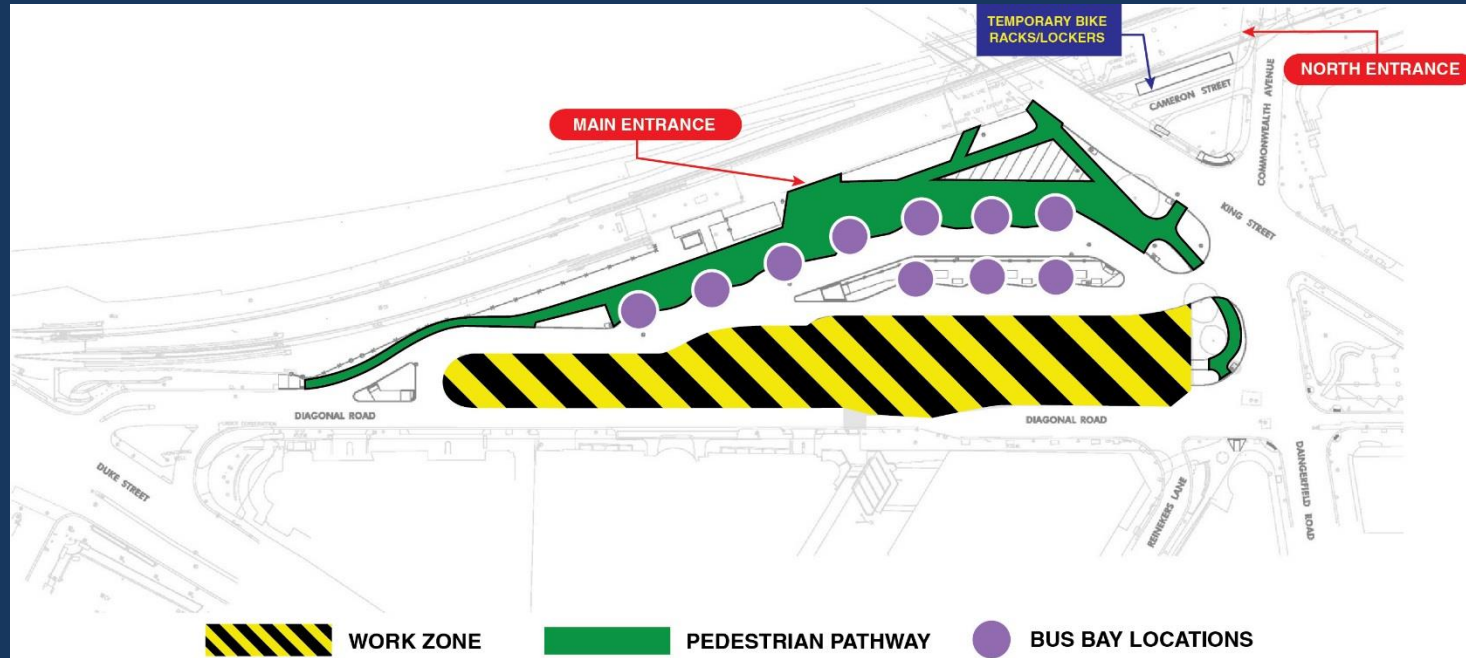 TEMPORARY BIKE
RACKS/LOCKERS
NORTH ENTRANCE
CAMERON STREET
COMMONWEALTH AVENUE
MAIN ENTRANCE
KING STREET
DIAGONAL ROAD
DIAGONAL ROAD
DUKE STREET
REINEKERS LANE
DAINGERFIELD ROAD
WORK ZONE
PEDESTRIAN PATHWAY
BUS BAY LOCATIONS